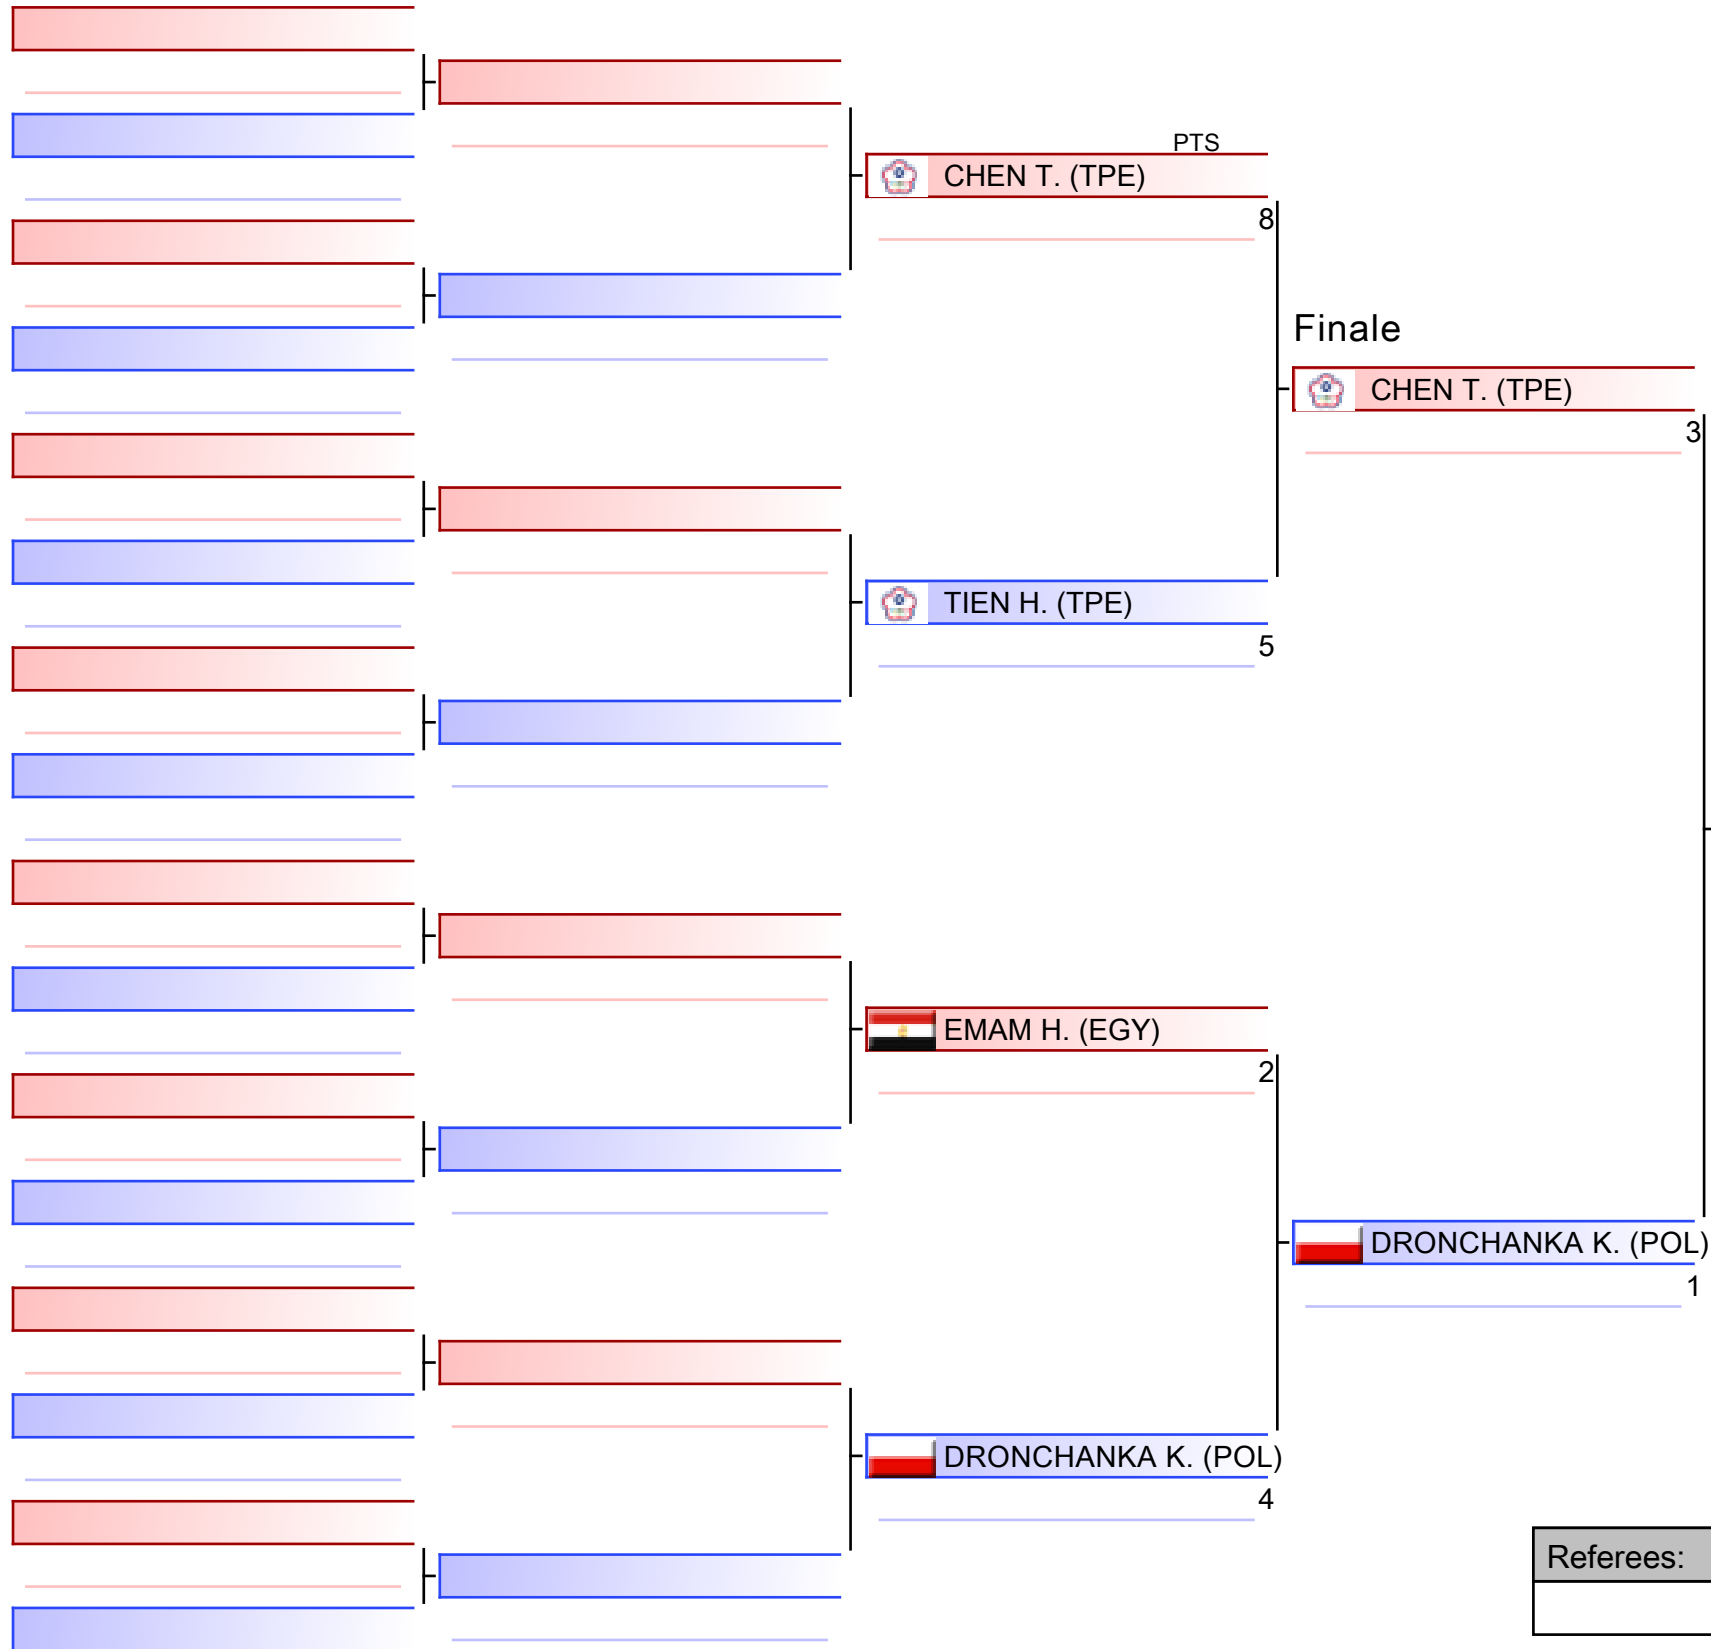 PTS
CHEN T. (TPE)
8
Finale
CHEN T. (TPE)
3
TIEN H. (TPE)
5
EMAM H. (EGY)
2
DRONCHANKA K. (POL)
1
DRONCHANKA K. (POL)
4
Referees: